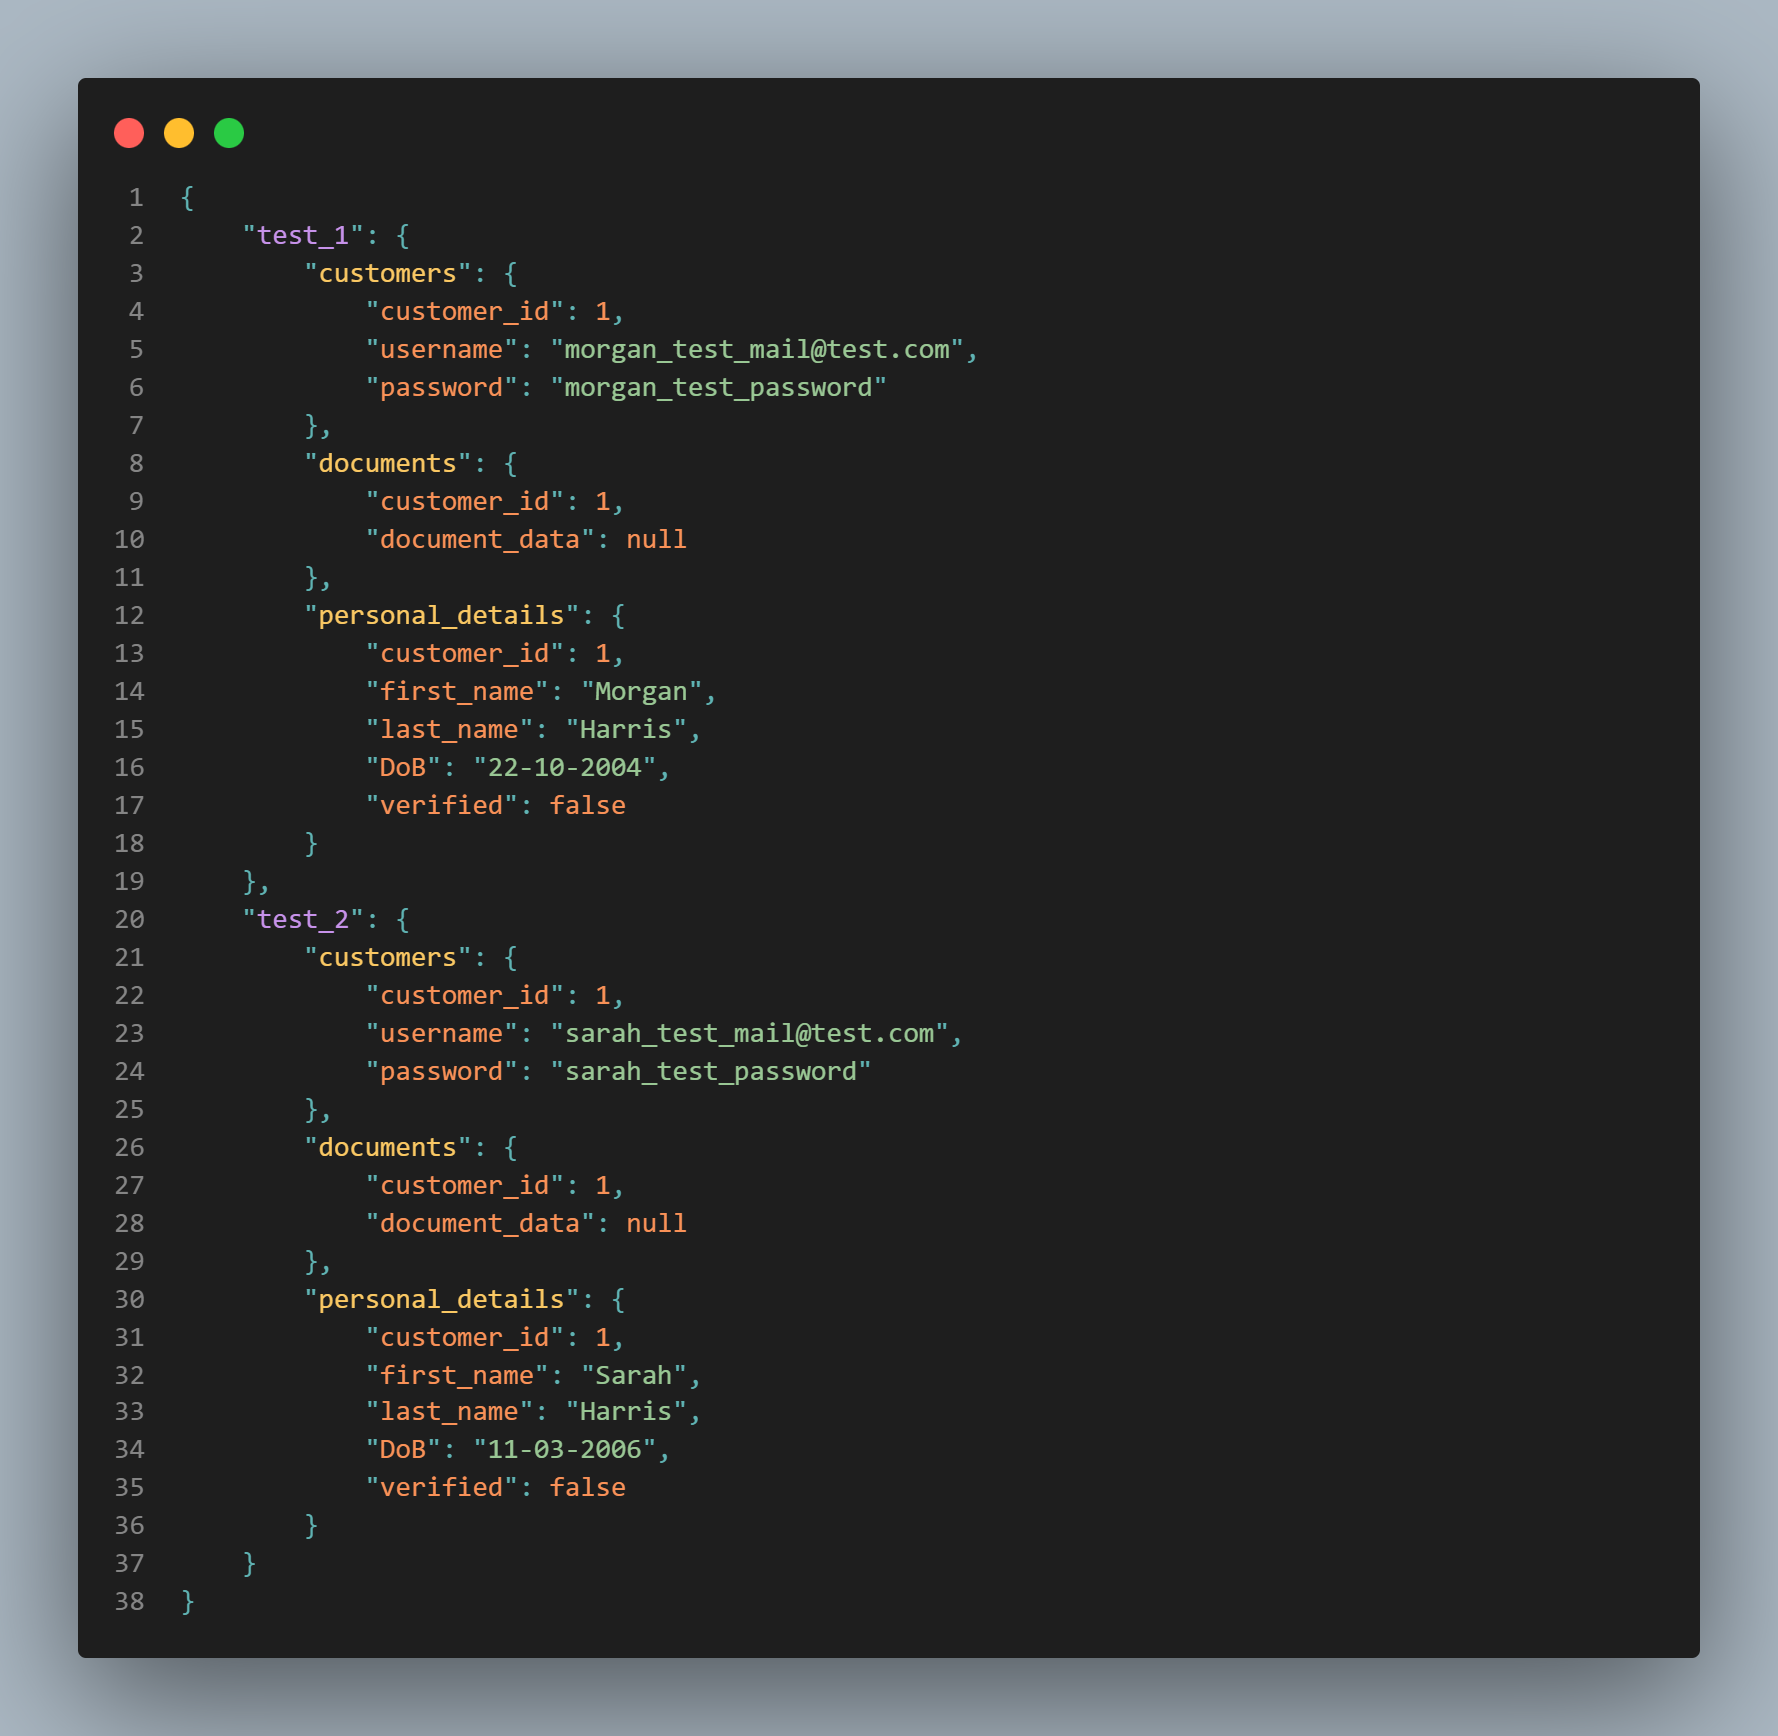 1 {
2     "test_1": {
3         "customers": {
4             "customer_id": 1,
5             "username": "morgan_test_mail@test.com",
6             "password": "morgan_test_password"
7         },
8         "documents": {
9             "customer_id": 1,
10             "document_data": null
11         },
12         "personal_details": {
13             "customer_id": 1,
14             "first_name": "Morgan",
15             "last_name": "Harris",
16             "DoB": "22-10-2004",
17             "verified": false
18         }
19     },
20     "test_2": {
21         "customers": {
22             "customer_id": 1,
23             "username": "sarah_test_mail@test.com",
24             "password": "sarah_test_password"
25         },
26         "documents": {
27             "customer_id": 1,
28             "document_data": null
29         },
30         "personal_details": {
31             "customer_id": 1,
32             "first_name": "Sarah",
33             "last_name": "Harris",
34             "DoB": "11-03-2006",
35             "verified": false
36         }
37     }
38 }